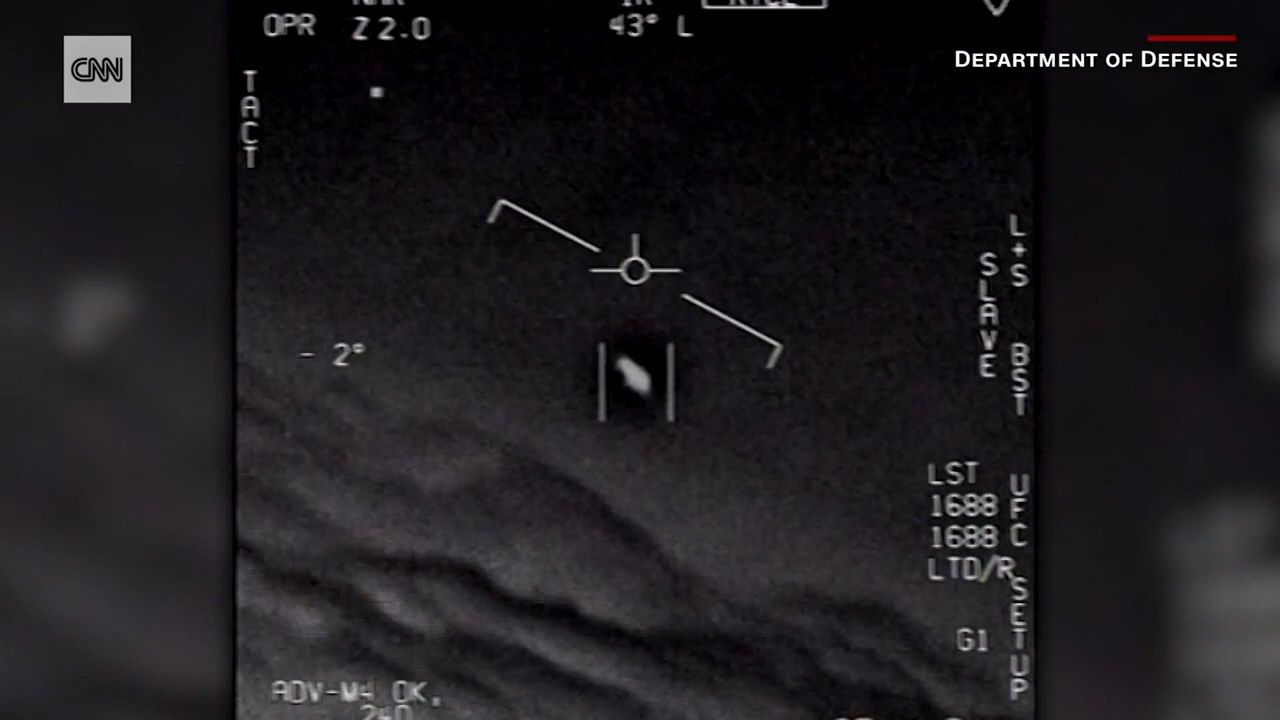 CNN
DEPARTMENT OF DEFENSE
OPR
Z 2.0
43° L
TACT
- 2°
L+S
SLAVE
BST
LST
1688
1688
LTD/R
UFC
SETUP
G1
ADV-M4 OK,